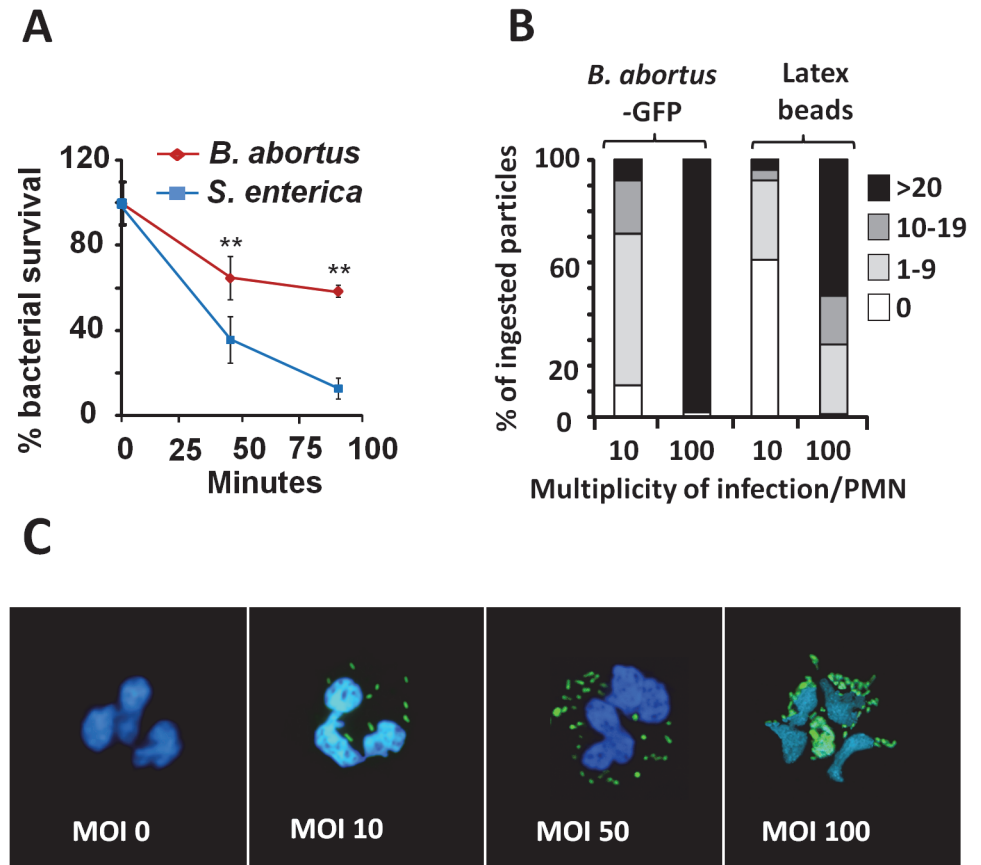 A
B
B. abortus
-GFP
Latex
beads
% bacterial survival
120
80
40
0
B. abortus
S. enterica
**
**
0 25 50 75 100
Minutes
% of ingested particles
100
60
20
0
>20
10-19
1-9
0
10 100 10 100
Multiplicity of infection/PMN
C
MOI 0
MOI 10
MOI 50
MOI 100